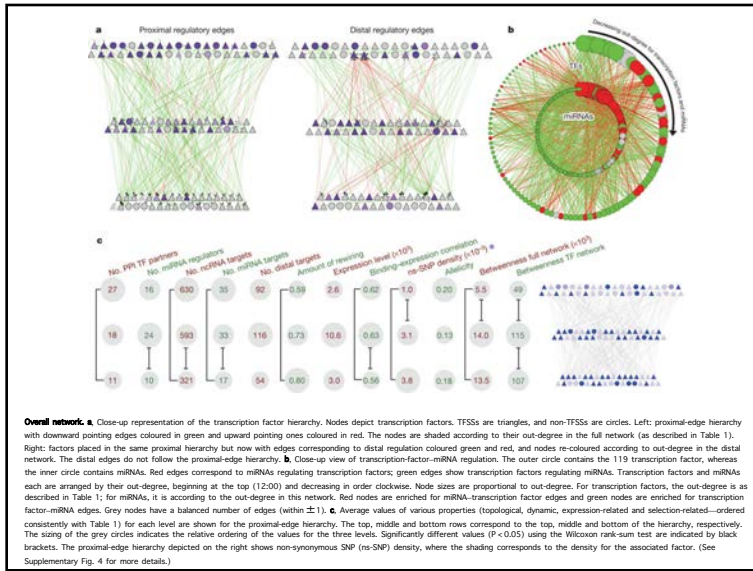 a
Proximal regulatory edges
Distal regulatory edges
b
Decreasing out-degree for transcription factors and miRNAs
TFs
miRNAs
c
No. PPI TF partners
No. miRNA regulators
No. ncRNA targets
No. miRNA targets
No. distal targets
Amount of rewiring
Expression level (×10³)
Binding–expression correlation
ns-SNP density (×10⁻³)
Allelicity
Betweenness full network (×10³)
Betweenness TF network
27 16 630 35 92 0.59 2.6 0.62 1.0 0.20 5.5 49
18 24 593 33 116 0.73 10.6 0.63 3.1 0.13 14.0 115
11 10 321 17 54 0.80 3.0 0.56 3.8 0.18 13.5 107
Overall network. a, Close-up representation of the transcription factor hierarchy. Nodes depict transcription factors. TFSSs are triangles, and non-TFSSs are circles. Left: proximal-edge hierarchy
with downward pointing edges coloured in green and upward pointing ones coloured in red. The nodes are shaded according to their out-degree in the full network (as described in Table 1).
Right: factors placed in the same proximal hierarchy but now with edges corresponding to distal regulation coloured green and red, and nodes re-coloured according to out-degree in the distal
network. The distal edges do not follow the proximal-edge hierarchy. b, Close-up view of transcription-factor–miRNA regulation. The outer circle contains the 119 transcription factor, whereas
the inner circle contains miRNAs. Red edges correspond to miRNAs regulating transcription factors; green edges show transcription factors regulating miRNAs. Transcription factors and miRNAs
each are arranged by their out-degree, beginning at the top (12:00) and decreasing in order clockwise. Node sizes are proportional to out-degree. For transcription factors, the out-degree is as
described in Table 1; for miRNAs, it is according to the out-degree in this network. Red nodes are enriched for miRNA–transcription factor edges and green nodes are enriched for transcription
factor–miRNA edges. Grey nodes have a balanced number of edges (within ±1). c, Average values of various properties (topological, dynamic, expression-related and selection-related—ordered
consistently with Table 1) for each level are shown for the proximal-edge hierarchy. The top, middle and bottom rows correspond to the top, middle and bottom of the hierarchy, respectively.
The sizing of the grey circles indicates the relative ordering of the values for the three levels. Significantly different values (P<0.05) using the Wilcoxon rank-sum test are indicated by black
brackets. The proximal-edge hierarchy depicted on the right shows non-synonymous SNP (ns-SNP) density, where the shading corresponds to the density for the associated factor. (See
Supplementary Fig. 4 for more details.)